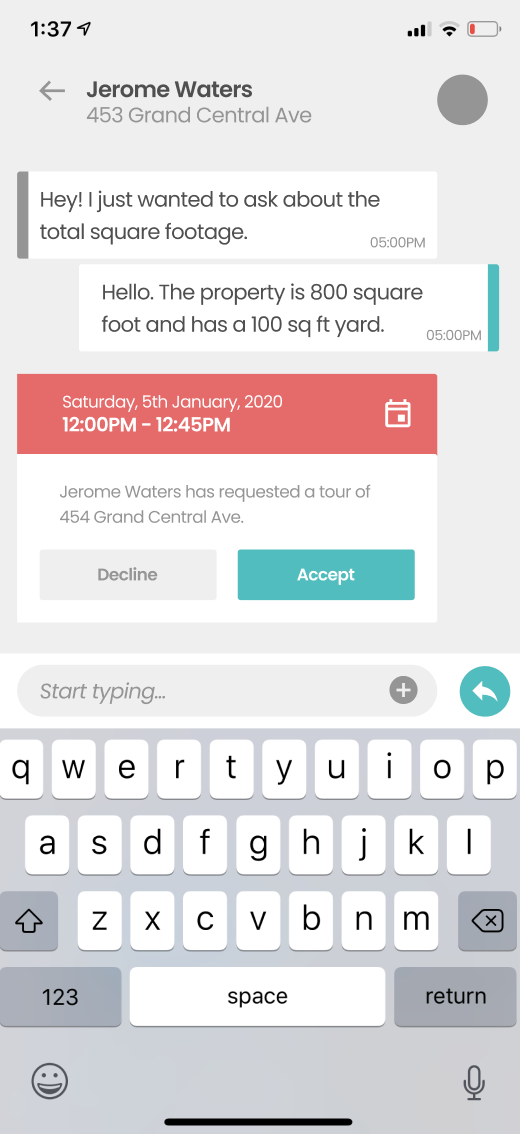 1:37
Jerome Waters
453 Grand Central Ave
Hey! I just wanted to ask about the
total square footage.
05:00PM
Hello. The property is 800 square
foot and has a 100 sq ft yard.
05:00PM
Saturday, 5th January, 2020
12:00PM - 12:45PM
Jerome Waters has requested a tour of
454 Grand Central Ave.
Decline Accept
Start typing...
q w e r t y u i o p
a s d f g h j k l
z x c v b n m
123 space return